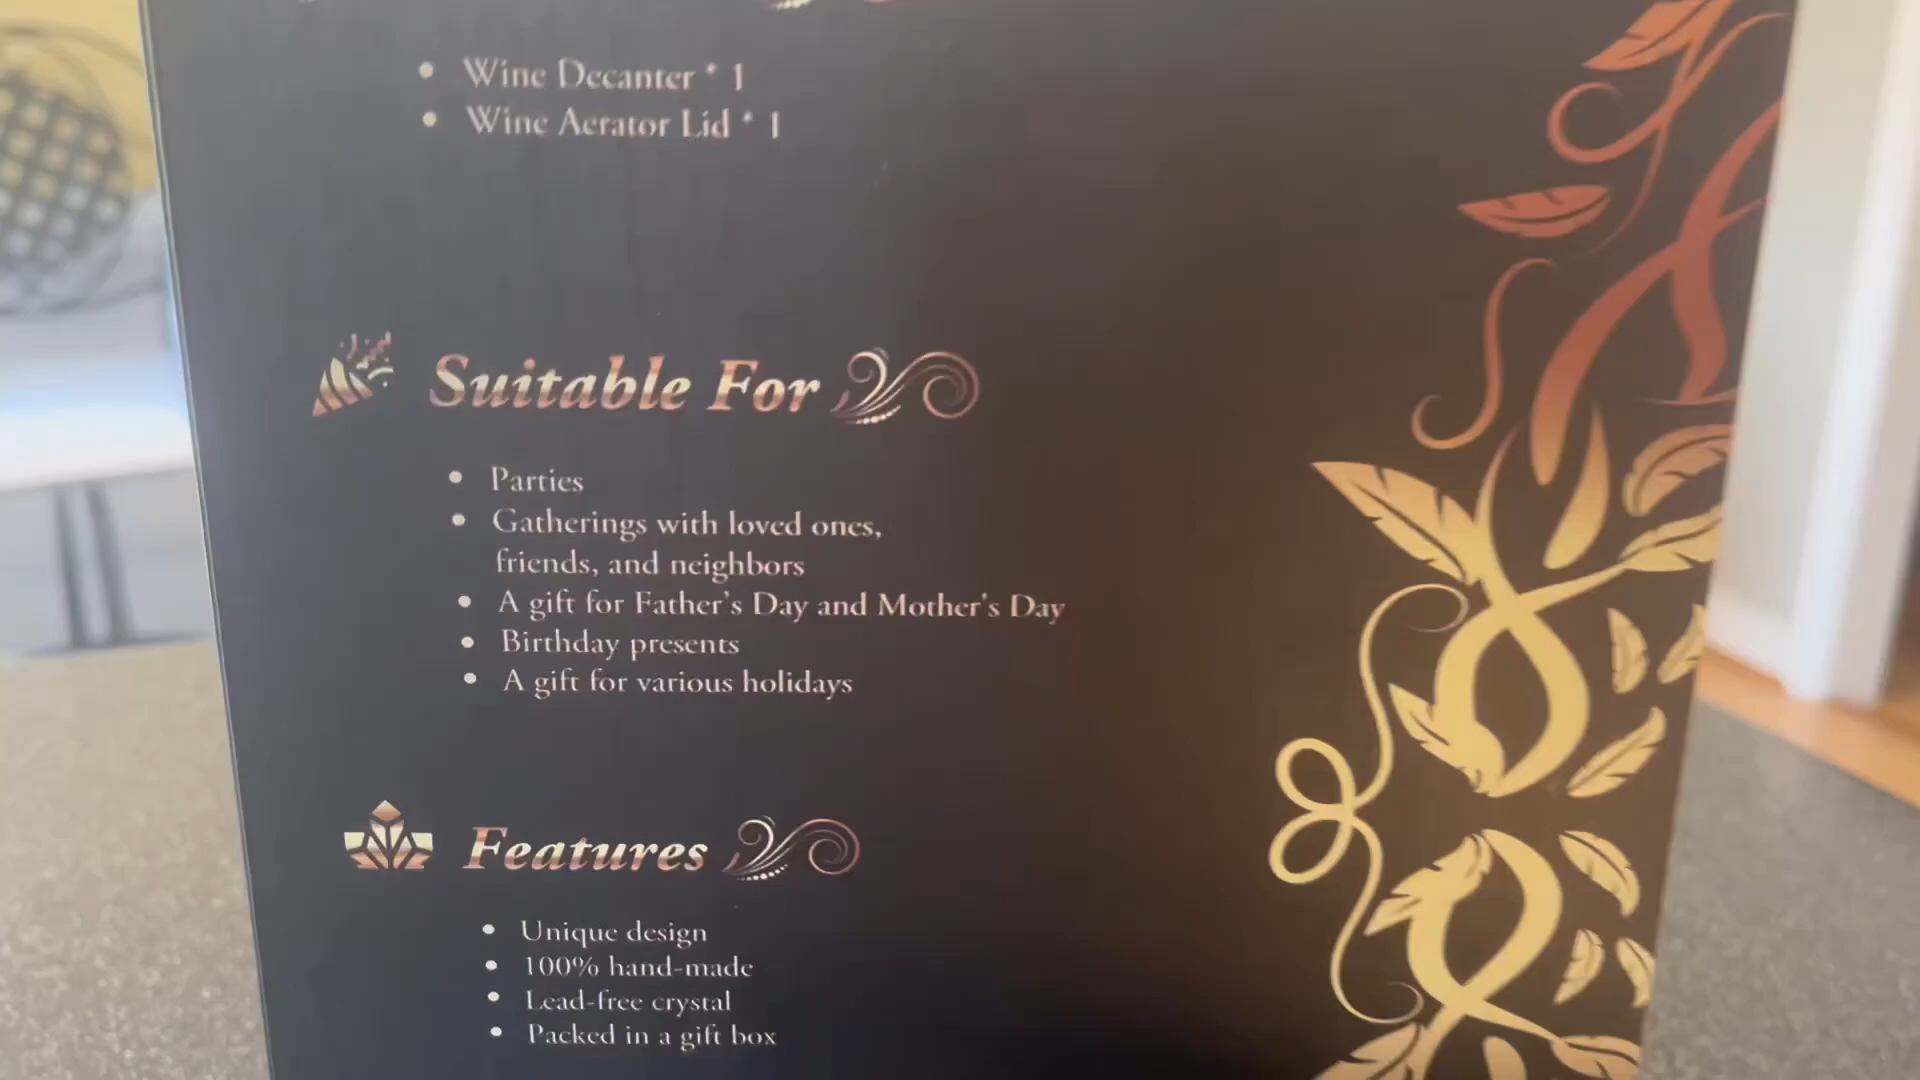 Wine Decanter * 1
Wine Aerator Lid * 1
Suitable For
Parties
Gatherings with loved ones,
friends, and neighbors
A gift for Father's Day and Mother's Day
Birthday presents
A gift for various holidays
Features
Unique design
100% hand-made
Lead-free crystal
Packed in a gift box